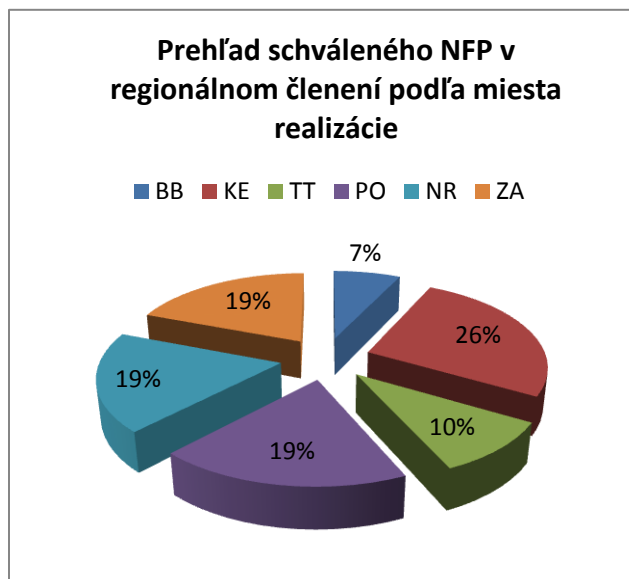 Prehľad schváleného NFP v
regionálnom členení podľa miesta
realizácie
BB KE TT PO NR ZA
7%
26%
10%
19%
19%
19%